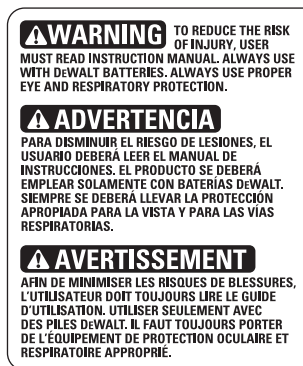 WARNING TO REDUCE THE RISK
OF INJURY, USER
MUST READ INSTRUCTION MANUAL. ALWAYS USE
WITH DEWALT BATTERIES. ALWAYS USE PROPER
EYE AND RESPIRATORY PROTECTION.
ADVERTENCIA
PARA DISMINUIR EL RIESGO DE LESIONES, EL
USUARIO DEBERÁ LEER EL MANUAL DE
INSTRUCCIONES. EL PRODUCTO SE DEBERÁ
EMPLEAR SOLAMENTE CON BATERÍAS DEWALT.
SIEMPRE SE DEBERÁ LLEVAR LA PROTECCIÓN
APROPIADA PARA LA VISTA Y PARA LAS VÍAS
RESPIRATORIAS.
AVERTISSEMENT
AFIN DE MINIMISER LES RISQUES DE BLESSURES,
L'UTILISATEUR DOIT TOUJOURS LIRE LE GUIDE
D'UTILISATION. UTILISER SEULEMENT AVEC
DES PILES DEWALT. IL FAUT TOUJOURS PORTER
DE L'ÉQUIPEMENT DE PROTECTION OCULAIRE ET
RESPIRATOIRE APPROPRIÉ.